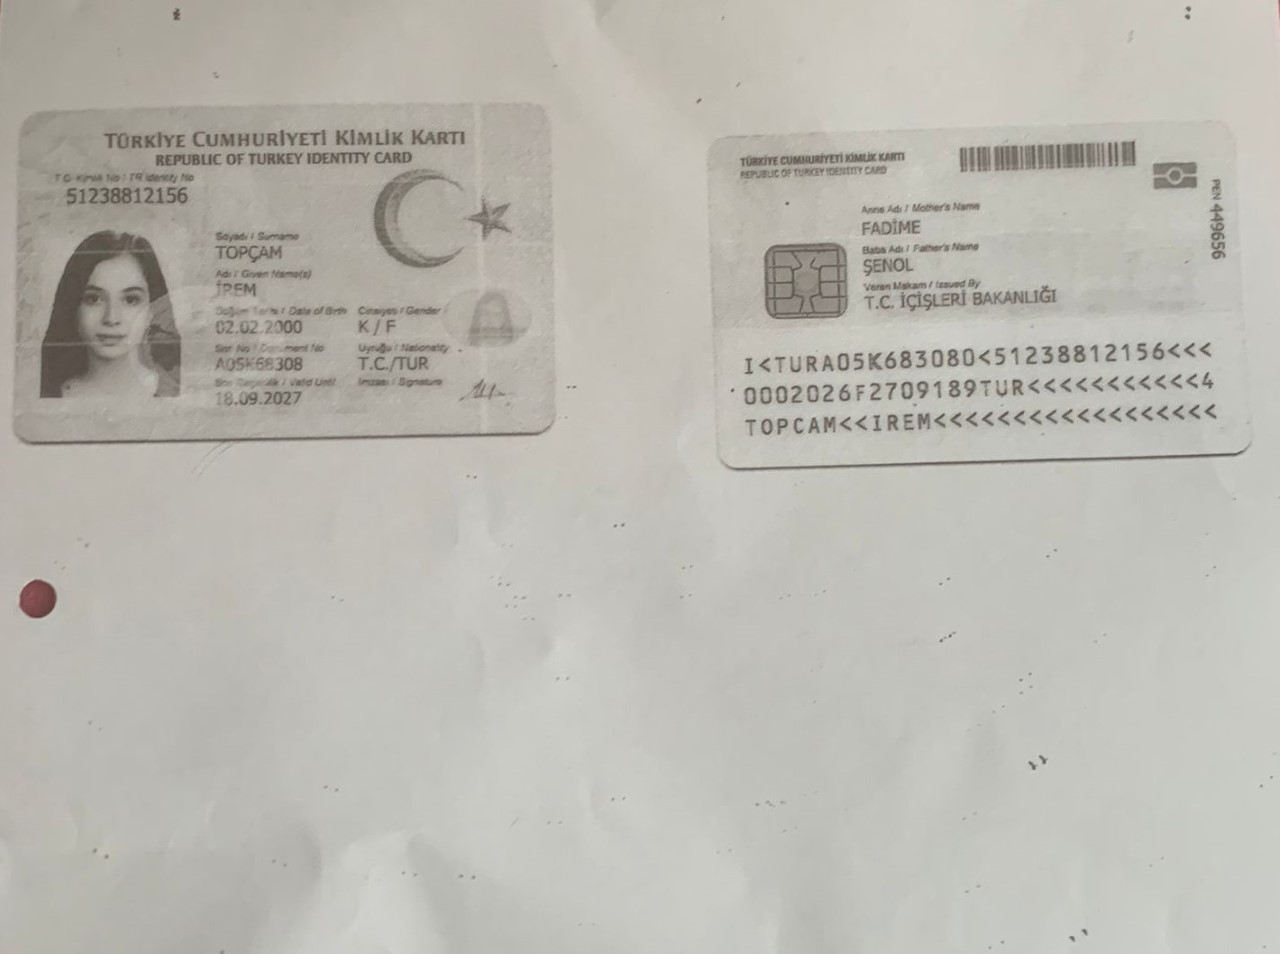 TÜRKİYE CUMHURİYETİ KİMLİK KARTI
REPUBLIC OF TURKEY IDENTITY CARD
T.C. Kimlik No / TR Identity No
51238812156
Soyadı / Surname
TOPÇAM
Adı / Given Name(s)
İREM
Doğum Tarihi / Date of Birth Cinsiyet / Gender
02.02.2000 K / F
Seri No / Document No Uyruğu / Nationality
A05K68308 T.C./TUR
Son Geçerlilik / Valid Until İmzası / Signature
18.09.2027
TÜRKİYE CUMHURİYETİ KİMLİK KARTI
REPUBLIC OF TURKEY IDENTITY CARD
Anne Adı / Mother's Name
FADİME
Baba Adı / Father's Name
ŞENOL
Veren Makam / Issued By
T.C. İÇİŞLERİ BAKANLIĞI
449656
I<TURA05K683080<51238812156<<<
0002026F2709189TUR<<<<<<<<<<<4
TOPCAM<<IREM<<<<<<<<<<<<<<<<<<